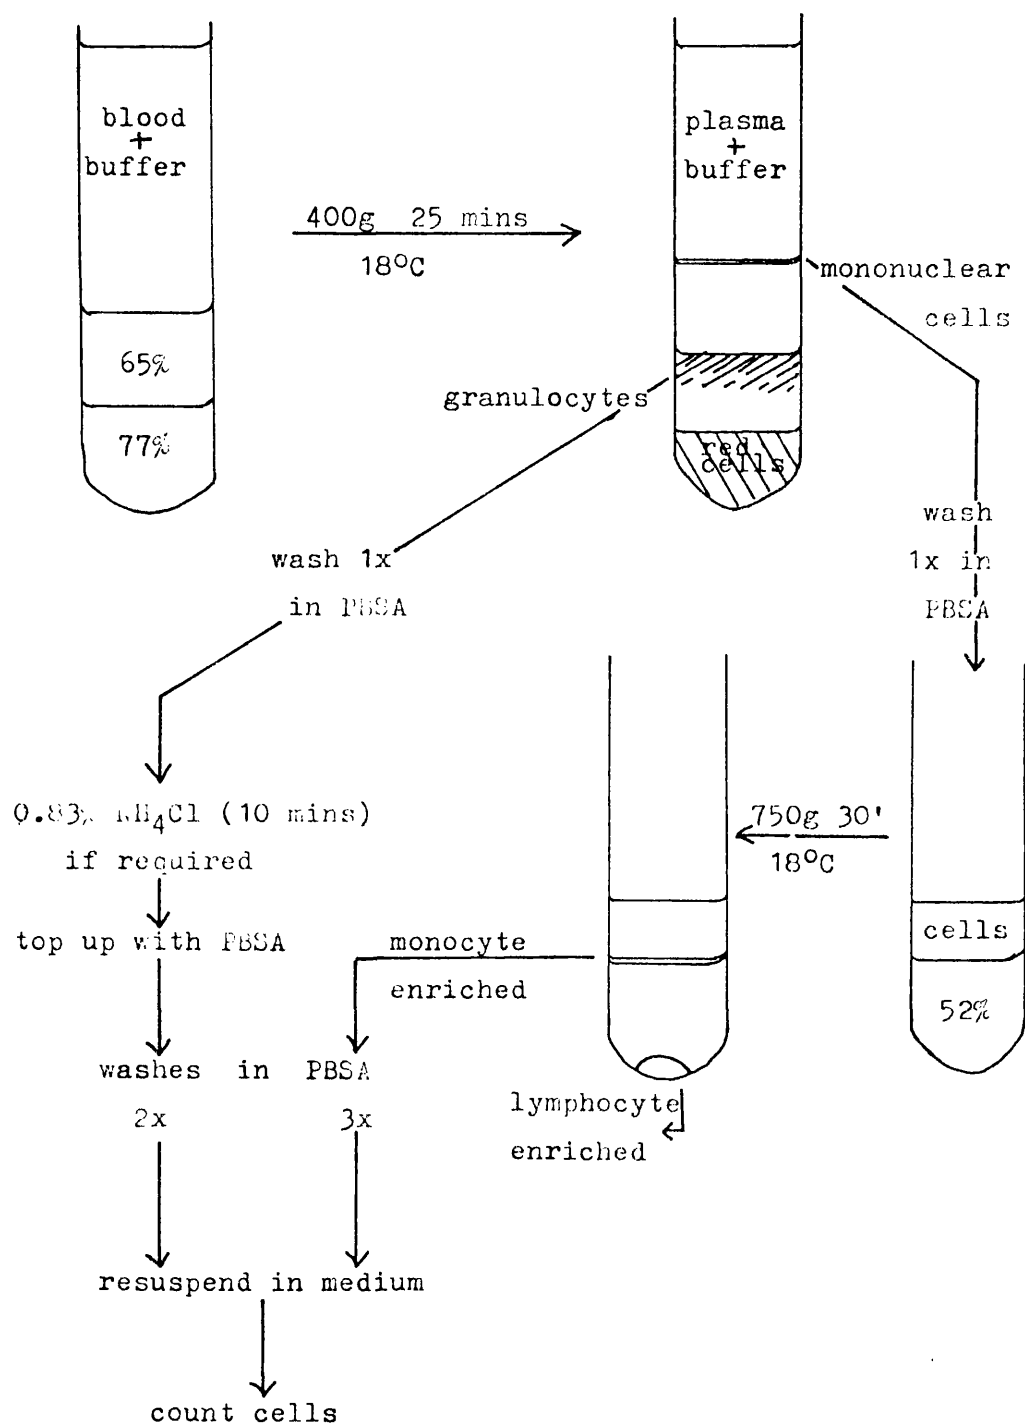 blood
+
buffer
65%
77%
400g 25 mins
18°C
plasma
+
buffer
mononuclear
cells
granulocytes
red
cells
wash 1x
in PBSA
wash
1x in
PBSA
0.83% NH₄Cl (10 mins)
if required
top up with PBSA
750g 30'
18°C
cells
52%
monocyte
enriched
lymphocyte
enriched
washes in PBSA
2x 3x
resuspend in medium
count cells